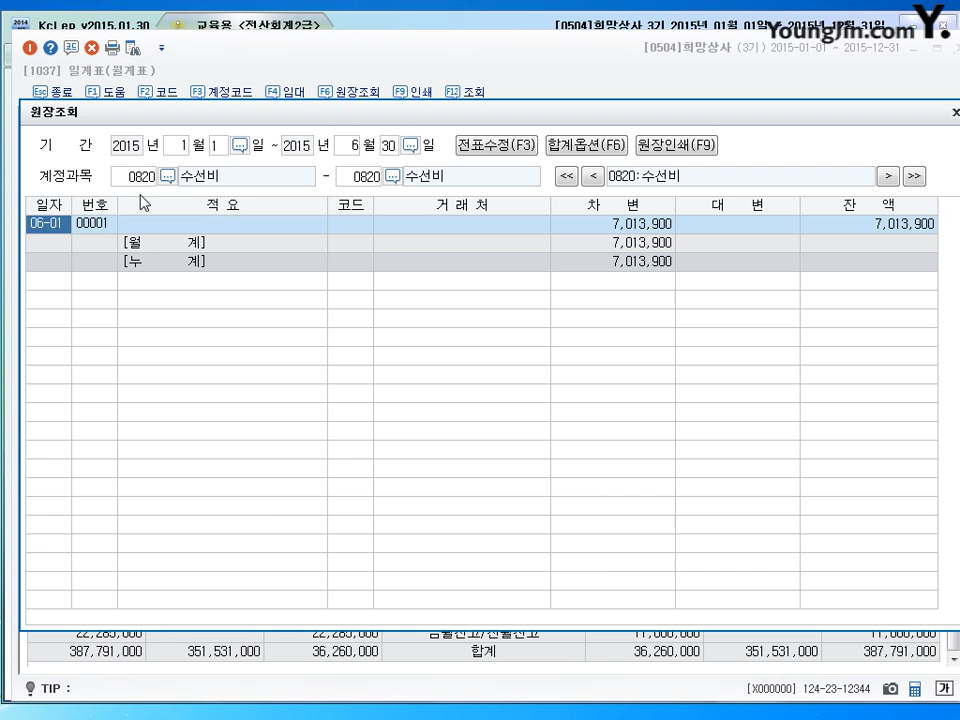 KcLep v2015.01.30 교육용 <전산회계2급> [0504]희망상사 3기 2015년 01월 01일~ 2015년 12월 31일
YoungJin.com Y.
[0504]희망상사 (3기) 2015-01-01 ~ 2015-12-31
[1037] 일계표(월계표)
Esc 종료 F1 도움 F2 코드 F3 계정코드 F4 임대 F6 원장조회 F9 인쇄 F12 조회
원장조회
기 간 2015 년 1 월 1 일 ~ 2015 년 6 월 30 일 전표수정(F3) 합계옵션(F6) 원장인쇄(F9)
계정과목 0820 수선비 - 0820 수선비 << < 0820:수선비 > >>
일자 번호 적 요 코드 거 래 처 차 변 대 변 잔 액
06-01 00001 7,013,900 7,013,900
[월 계] 7,013,900
[누 계] 7,013,900
22,285,000 22,285,000 금월잔고/전월잔고 11,000,000 11,000,000
387,791,000 351,531,000 36,260,000 합계 36,260,000 351,531,000 387,791,000
TIP : [X000000] 124-23-12344 가